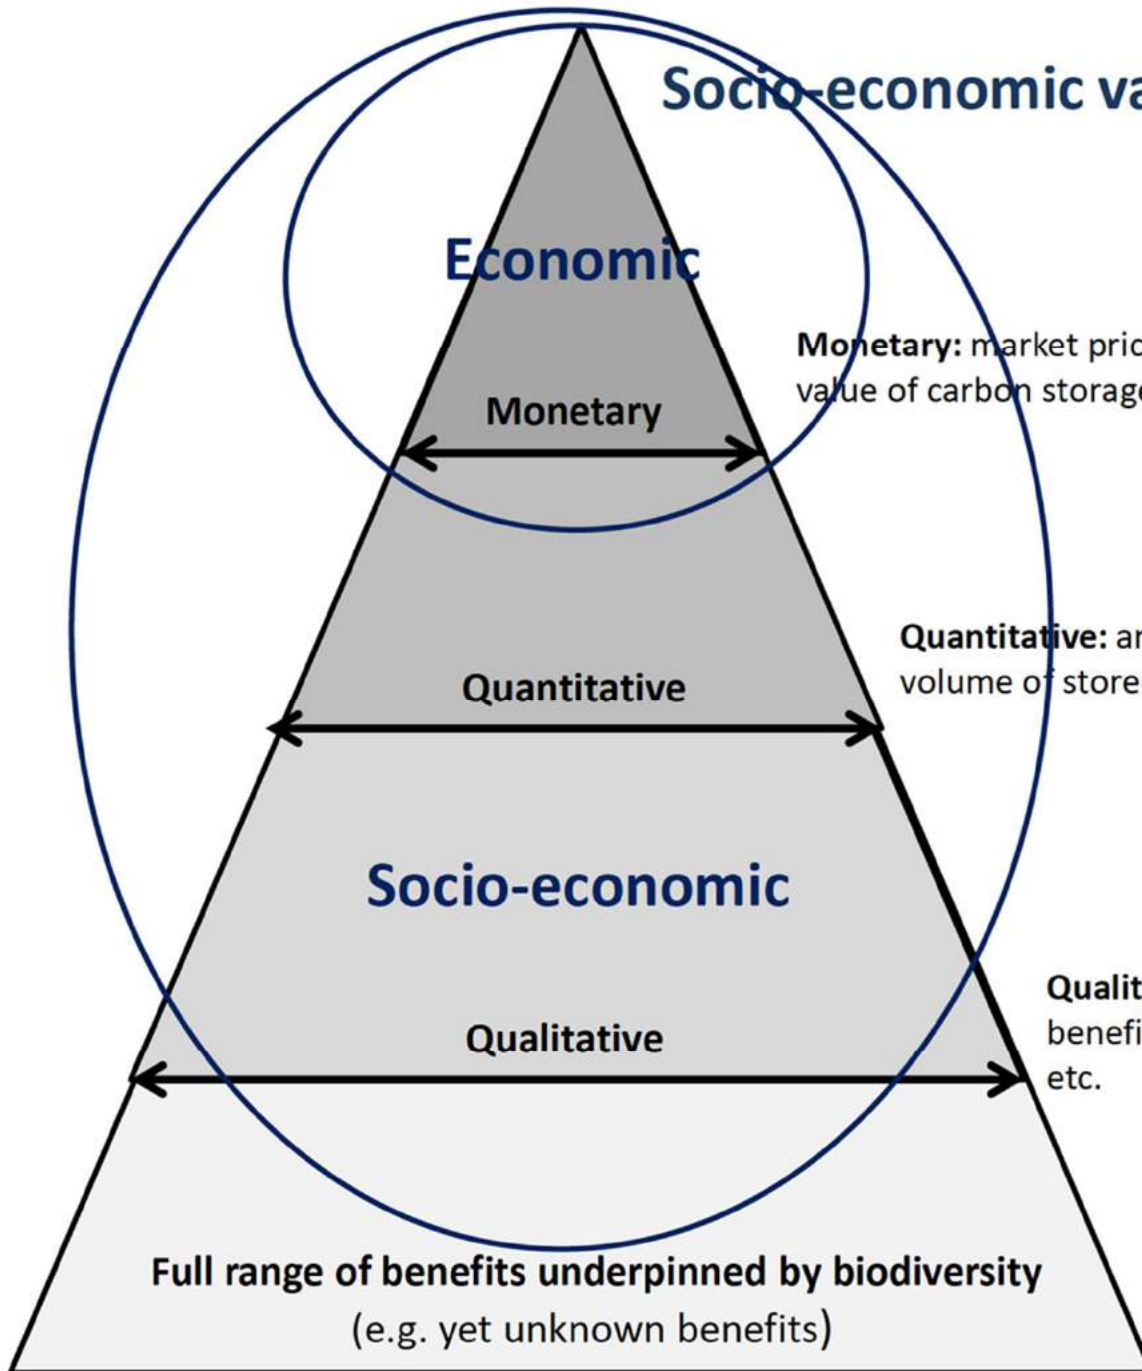 Socio-economic va
Economic
Monetary: market pric
value of carbon storage
Monetary
Quantitative: ar
volume of store
Quantitative
Socio-economic
Qualit
benefi
etc.
Qualitative
Full range of benefits underpinned by biodiversity
(e.g. yet unknown benefits)